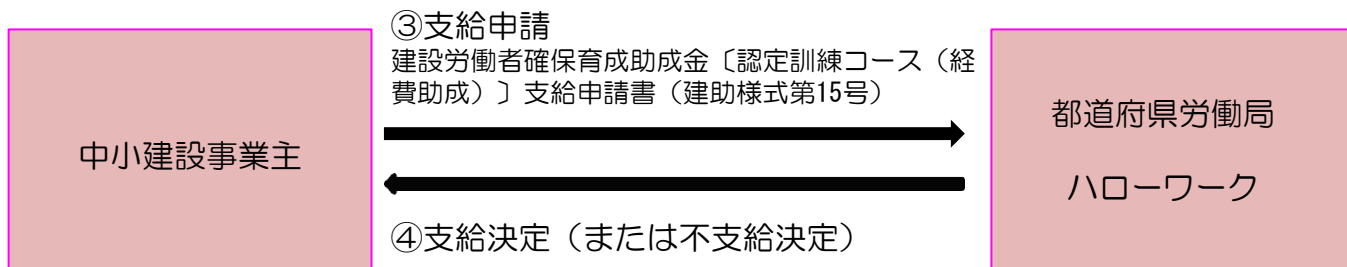 ③支給申請
建設労働者確保育成助成金〔認定訓練コース（経
費助成）〕支給申請書（建助様式第15号）
中小建設事業主
都道府県労働局
ハローワーク
④支給決定（または不支給決定）